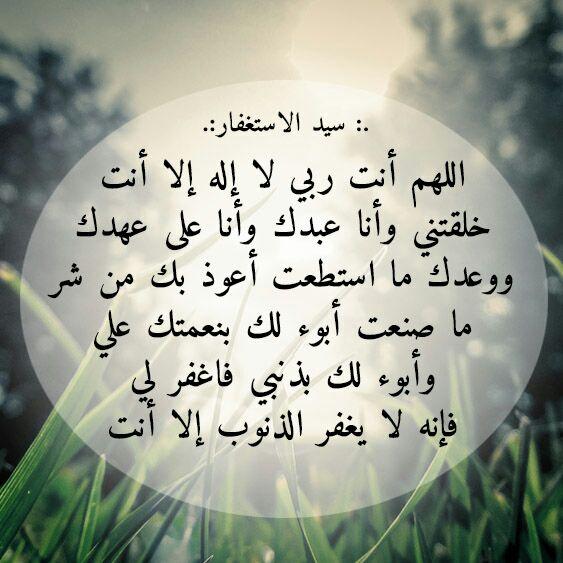 .: سيد الاستغفار:.
اللهم أنت ربي لا إله إلا أنت
خلقتني وأنا عبدك وأنا على عهدك
ووعدك ما استطعت أعوذ بك من شر
ما صنعت أبوء لك بنعمتك علي
وأبوء لك بذنبي فاغفر لي
فإنه لا يغفر الذنوب إلا أنت